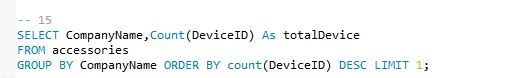 -- 15
SELECT CompanyName,Count(DeviceID) As totalDevice
FROM accessories
GROUP BY CompanyName ORDER BY count(DeviceID) DESC LIMIT 1;